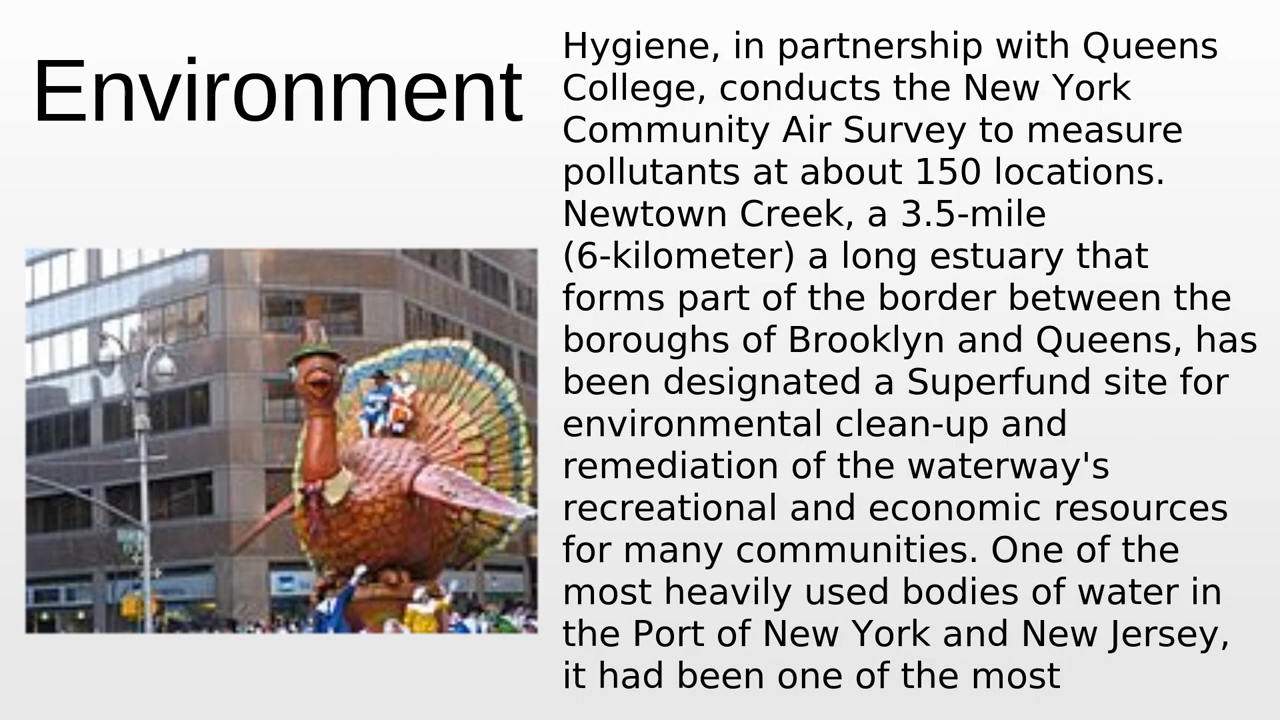 Environment
Hygiene, in partnership with Queens
College, conducts the New York
Community Air Survey to measure
pollutants at about 150 locations.
Newtown Creek, a 3.5-mile
(6-kilometer) a long estuary that
forms part of the border between the
boroughs of Brooklyn and Queens, has
been designated a Superfund site for
environmental clean-up and
remediation of the waterway's
recreational and economic resources
for many communities. One of the
most heavily used bodies of water in
the Port of New York and New Jersey,
it had been one of the most